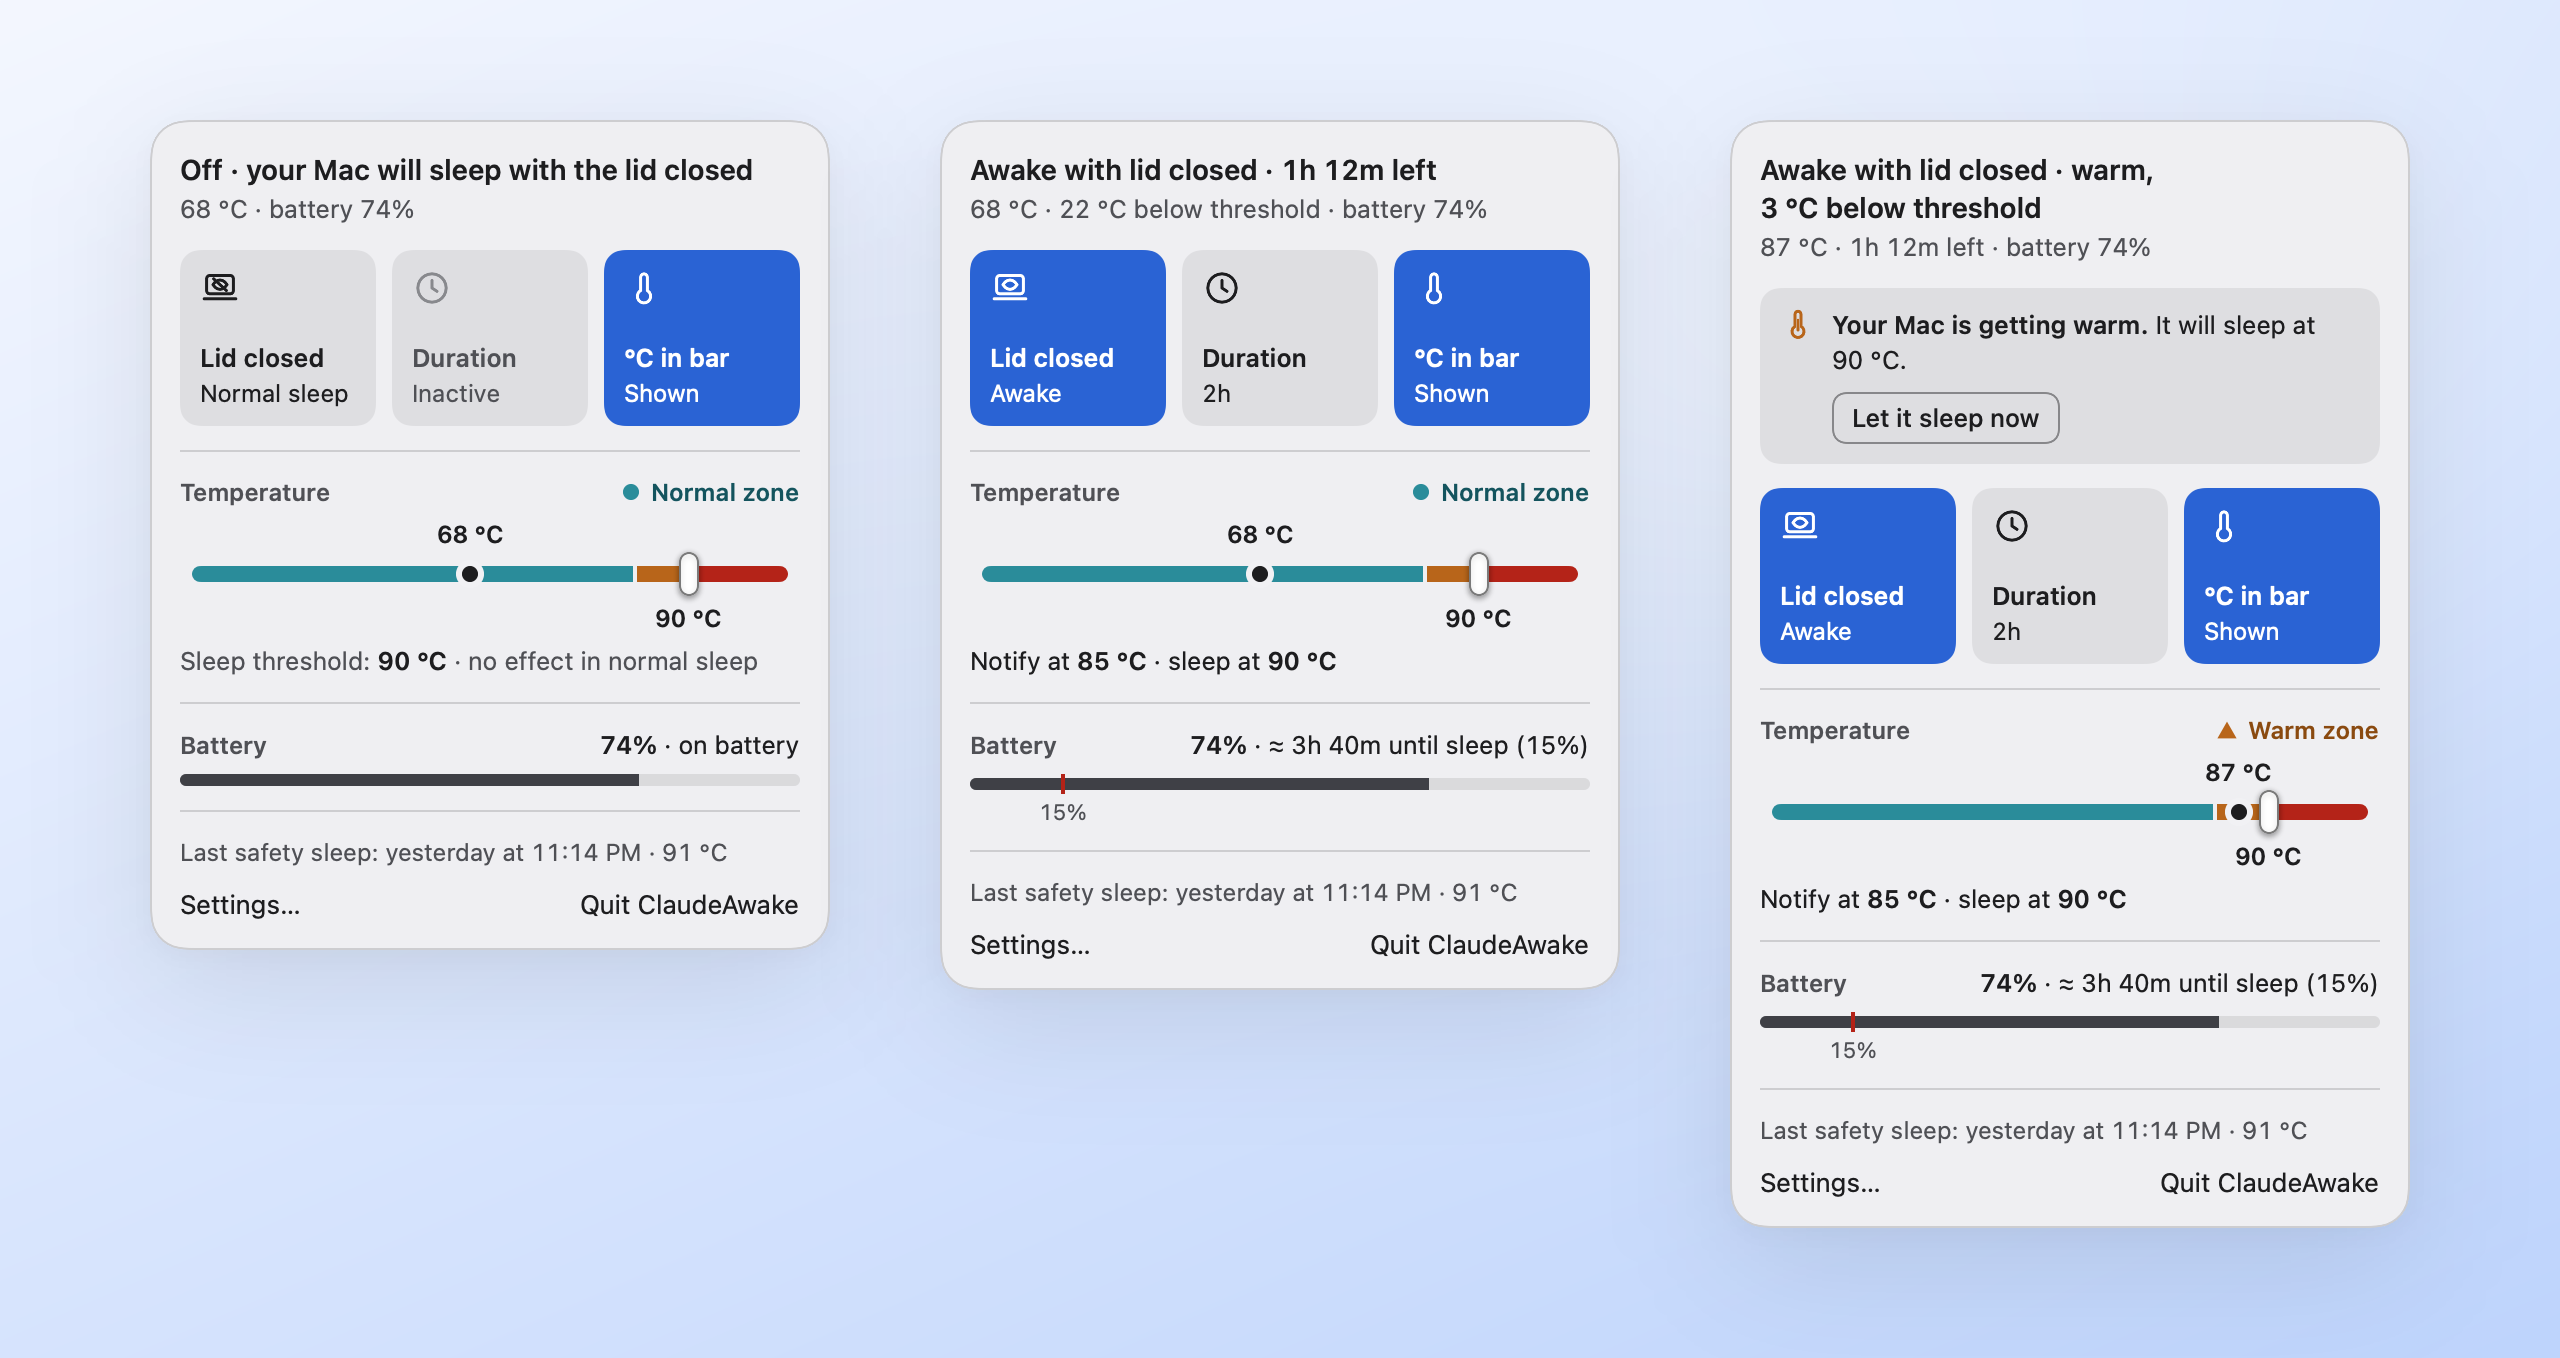 Off · your Mac will sleep with the lid closed
68 °C · battery 74%
Lid closed
Normal sleep
Duration
Inactive
°C in bar
Shown
Temperature
Normal zone
68 °C
90 °C
Sleep threshold: 90 °C · no effect in normal sleep
Battery
74% · on battery
Last safety sleep: yesterday at 11:14 PM · 91 °C
Settings...
Quit ClaudeAwake
Awake with lid closed · 1h 12m left
68 °C · 22 °C below threshold · battery 74%
Lid closed
Awake
Duration
2h
°C in bar
Shown
Temperature
Normal zone
68 °C
90 °C
Notify at 85 °C · sleep at 90 °C
Battery
74% · ≈ 3h 40m until sleep (15%)
15%
Last safety sleep: yesterday at 11:14 PM · 91 °C
Settings...
Quit ClaudeAwake
Awake with lid closed · warm,
3 °C below threshold
87 °C · 1h 12m left · battery 74%
Your Mac is getting warm. It will sleep at
90 °C.
Let it sleep now
Lid closed
Awake
Duration
2h
°C in bar
Shown
Temperature
Warm zone
87 °C
90 °C
Notify at 85 °C · sleep at 90 °C
Battery
74% · ≈ 3h 40m until sleep (15%)
15%
Last safety sleep: yesterday at 11:14 PM · 91 °C
Settings...
Quit ClaudeAwake